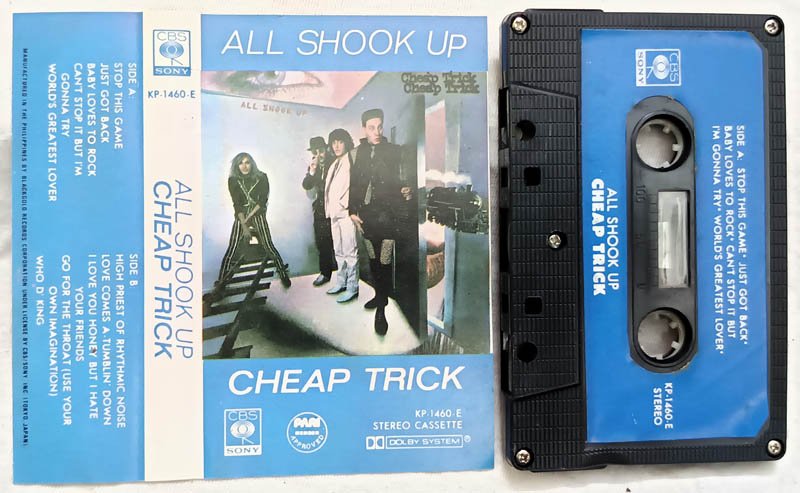 SIDE A:
STOP THIS GAME
JUST GOT BACK
BABY LOVES TO ROCK
CAN'T STOP IT BUT I'M
GONNA TRY
WORLD'S GREATEST LOVER
SIDE B:
HIGH PRIEST OF RHYTHMIC NOISE
LOVE COMES A-TUMBLIN' DOWN
I LOVE YOU HONEY BUT I HATE
YOUR FRIENDS
GO FOR THE THROAT (USE YOUR
OWN IMAGINATION)
WHO D' KING
MANUFACTURED IN THE PHILIPPINES BY BLACKGOLD RECORDS CORPORATION UNDER LICENSE BY CBS/SONY, INC. (TOKYO, JAPAN).
CBS
SONY
KP-1460-E
ALL SHOOK UP
CHEAP TRICK
ALL SHOOK UP
Cheap Trick
Cheap Trick
ALL SHOOK UP
CHEAP TRICK
CBS
SONY
APPROVED
KP-1460-E
STEREO CASSETTE
DOLBY SYSTEM®
CBS
SONY
SIDE A: STOP THIS GAME* JUST GOT BACK*
BABY LOVES TO ROCK* CAN'T STOP IT BUT
I'M GONNA TRY* WORLD'S GREATEST LOVER*
ALL SHOOK UP
CHEAP TRICK
KP-1460-E
STEREO